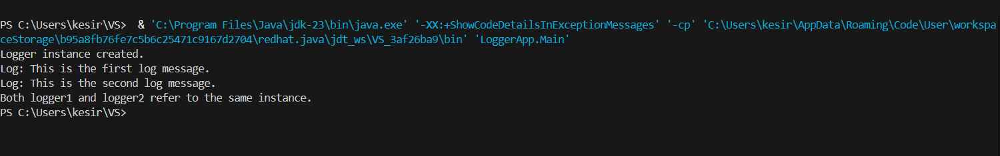 PS C:\Users\kesir\VS>  & 'C:\Program Files\Java\jdk-23\bin\java.exe' '-XX:+ShowCodeDetailsInExceptionMessages' '-cp' 'C:\Users\kesir\AppData\Roaming\Code\User\workspa
ceStorage\b95a8fb76fe7c5b6c25471c9167d2704\redhat.java\jdt_ws\VS_3af26ba9\bin' 'LoggerApp.Main'
Logger instance created.
Log: This is the first log message.
Log: This is the second log message.
Both logger1 and logger2 refer to the same instance.
PS C:\Users\kesir\VS>